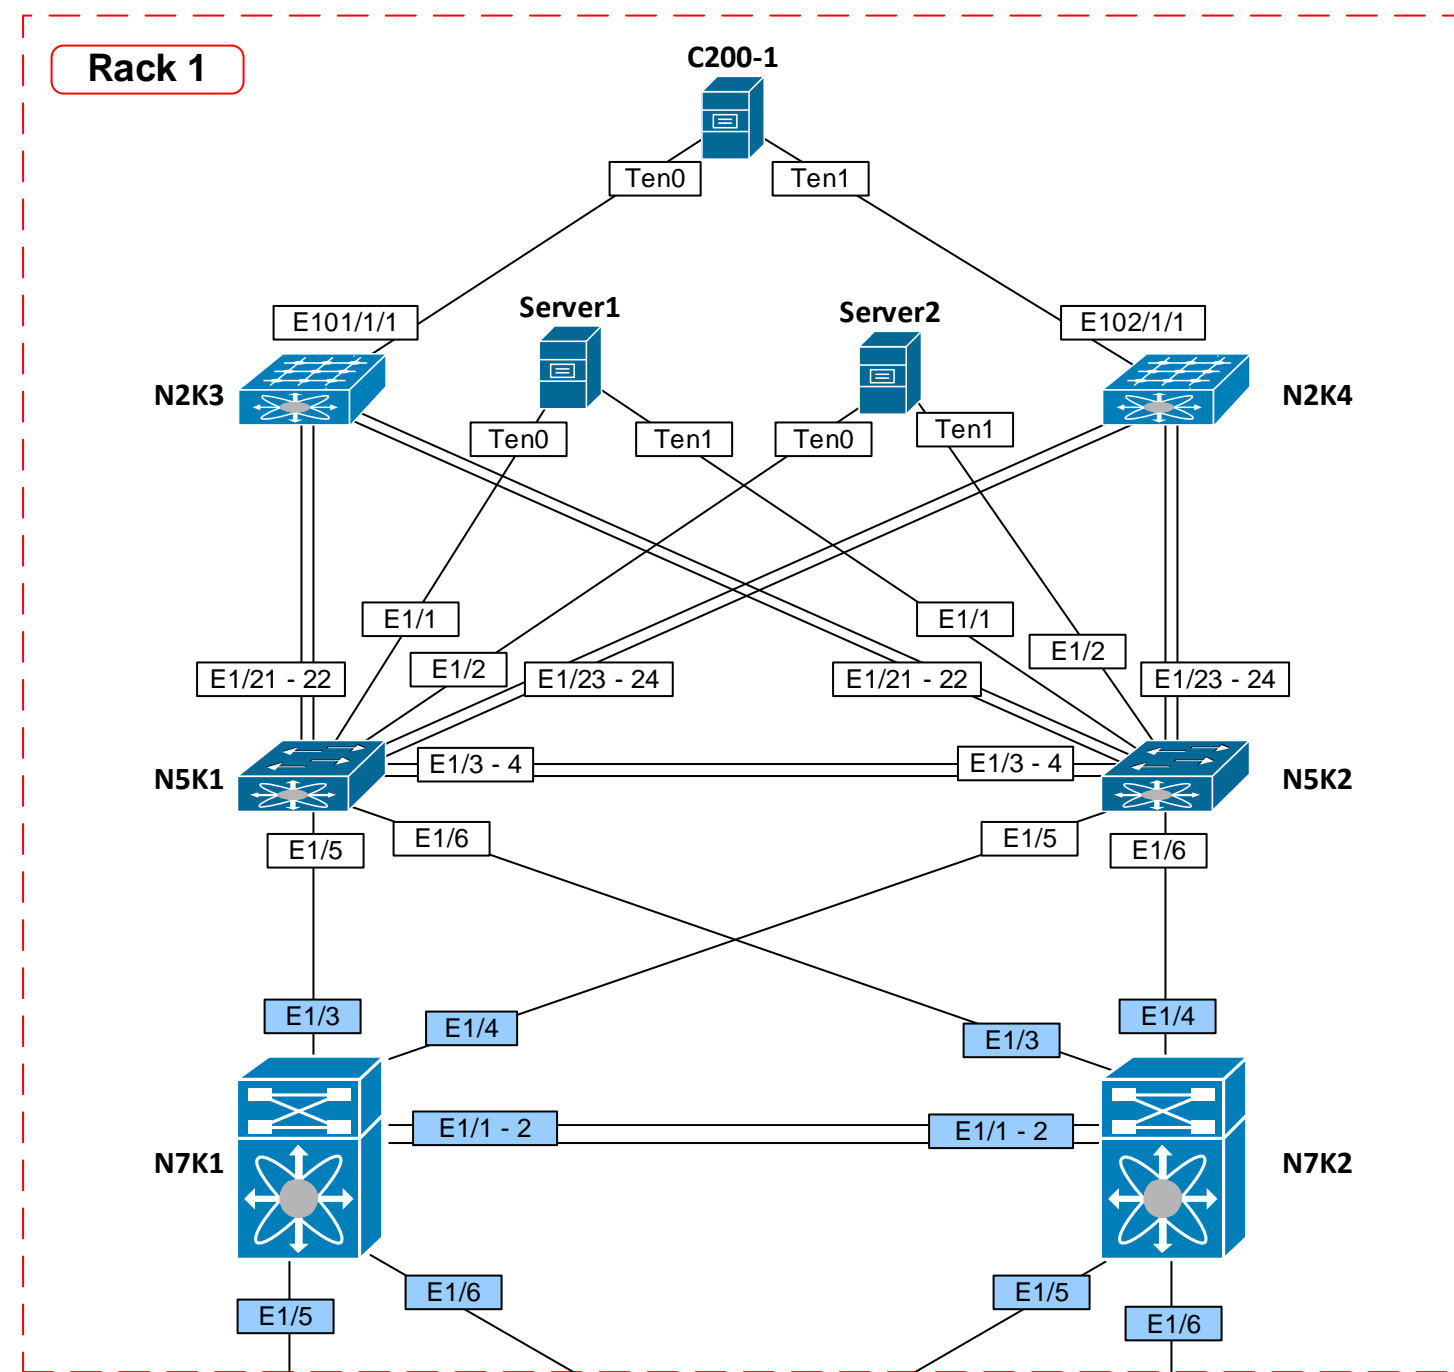 C200-1
Rack 1
Ten0
Ten1
E101/1/1
Server1
Server2
E102/1/1
N2K3
N2K4
Ten0
Ten1
Ten0
Ten1
E1/1
E1/1
E1/2
E1/2
E1/21 - 22
E1/23 - 24
E1/21 - 22
E1/23 - 24
N5K1
E1/3 - 4
E1/3 - 4
N5K2
E1/5
E1/6
E1/5
E1/6
E1/3
E1/4
E1/3
E1/4
E1/1 - 2
E1/1 - 2
N7K1
N7K2
E1/5
E1/6
E1/5
E1/6